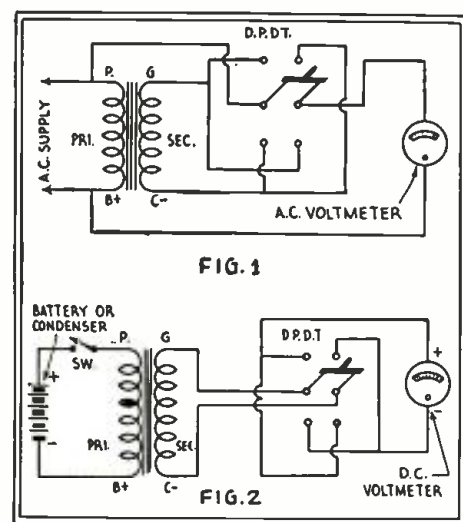 D.P.D.T.
P. G
A.C. SUPPLY
PRI. SEC.
B+ C-
A.C. VOLTMETER
FIG. 1
BATTERY OR
CONDENSER
P. G
SW
+
-
PRI. SEC.
B+ C-
D.P.D.T
+
-
D.C.
VOLTMETER
FIG. 2